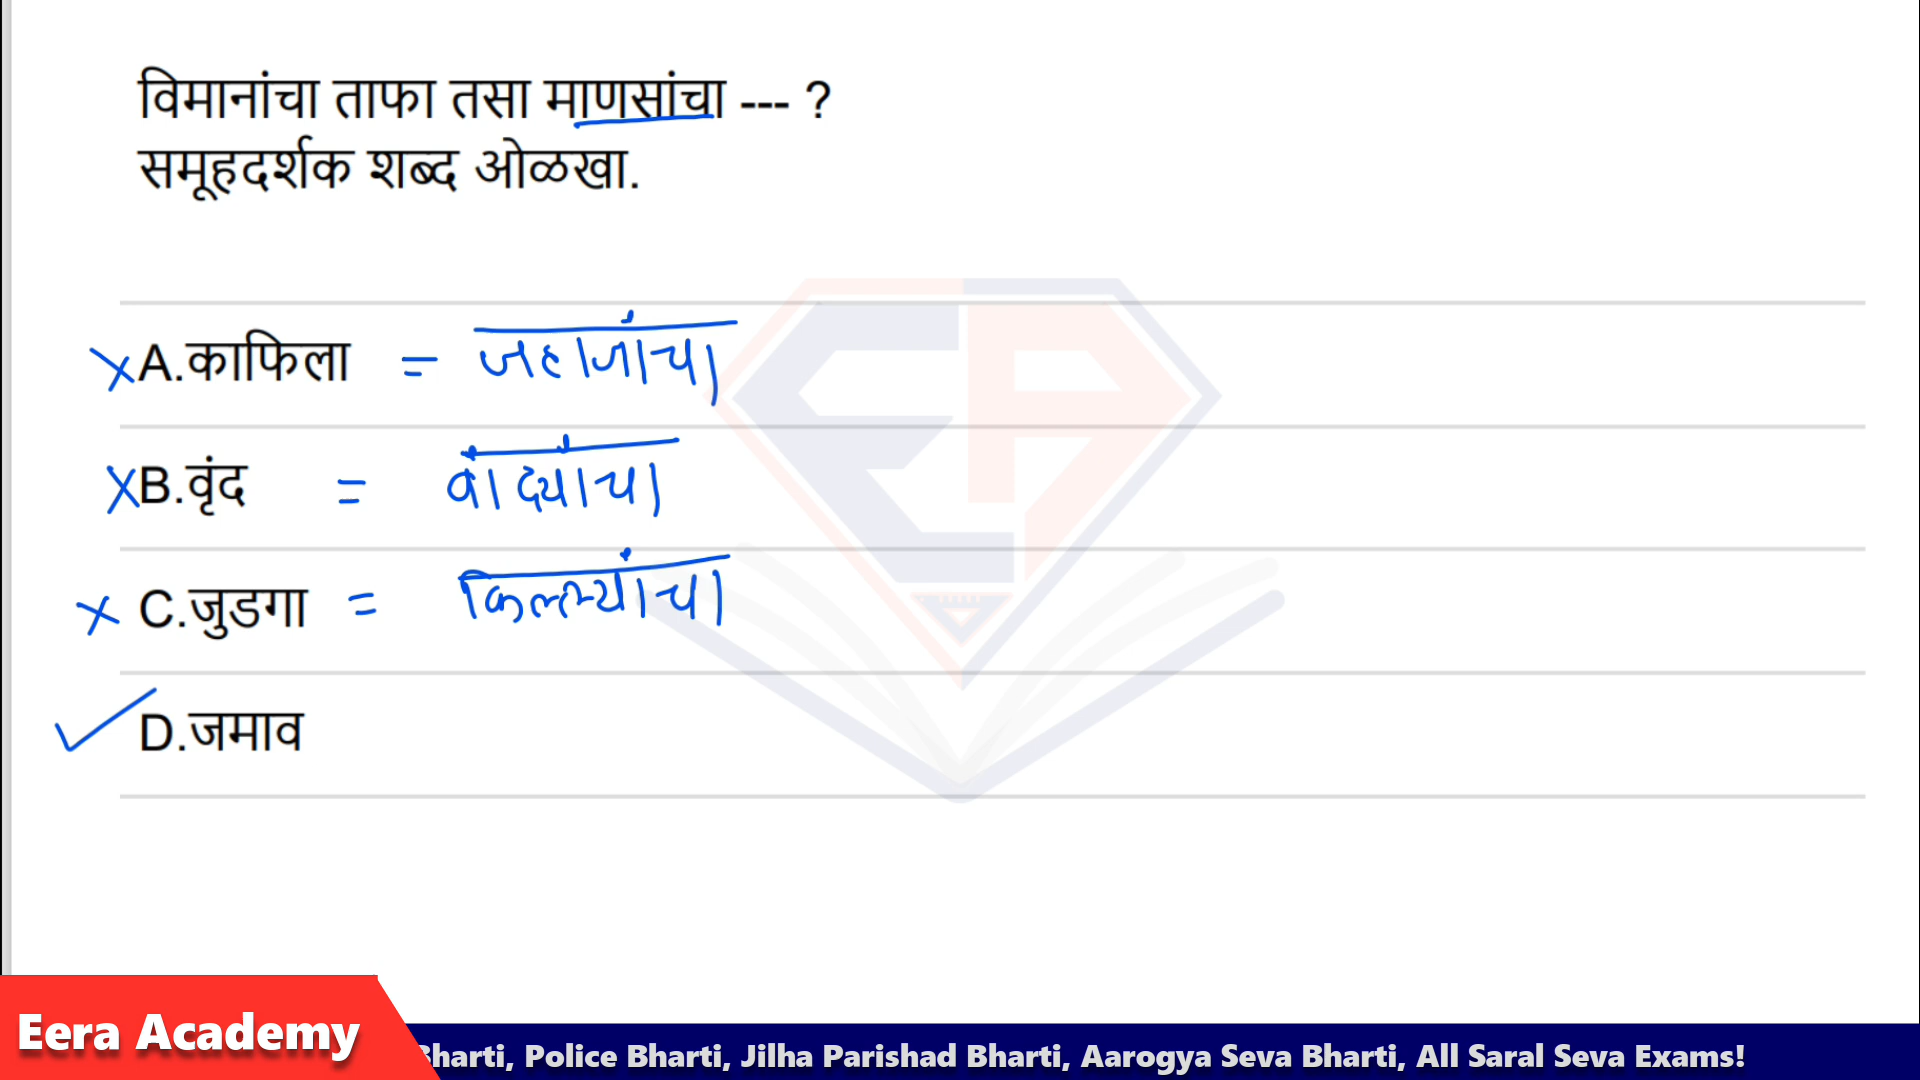 विमानांचा ताफा तसा माणसांचा --- ?
समूहदर्शक शब्द ओळखा.
A.काफिला = जहाजांचा
B.वृंद = वाद्यांचा
C.जुडगा = किल्ल्यांचा
D.जमाव
Eera Academy
Bharti, Police Bharti, Jilha Parishad Bharti, Aarogya Seva Bharti, All Saral Seva Exams!